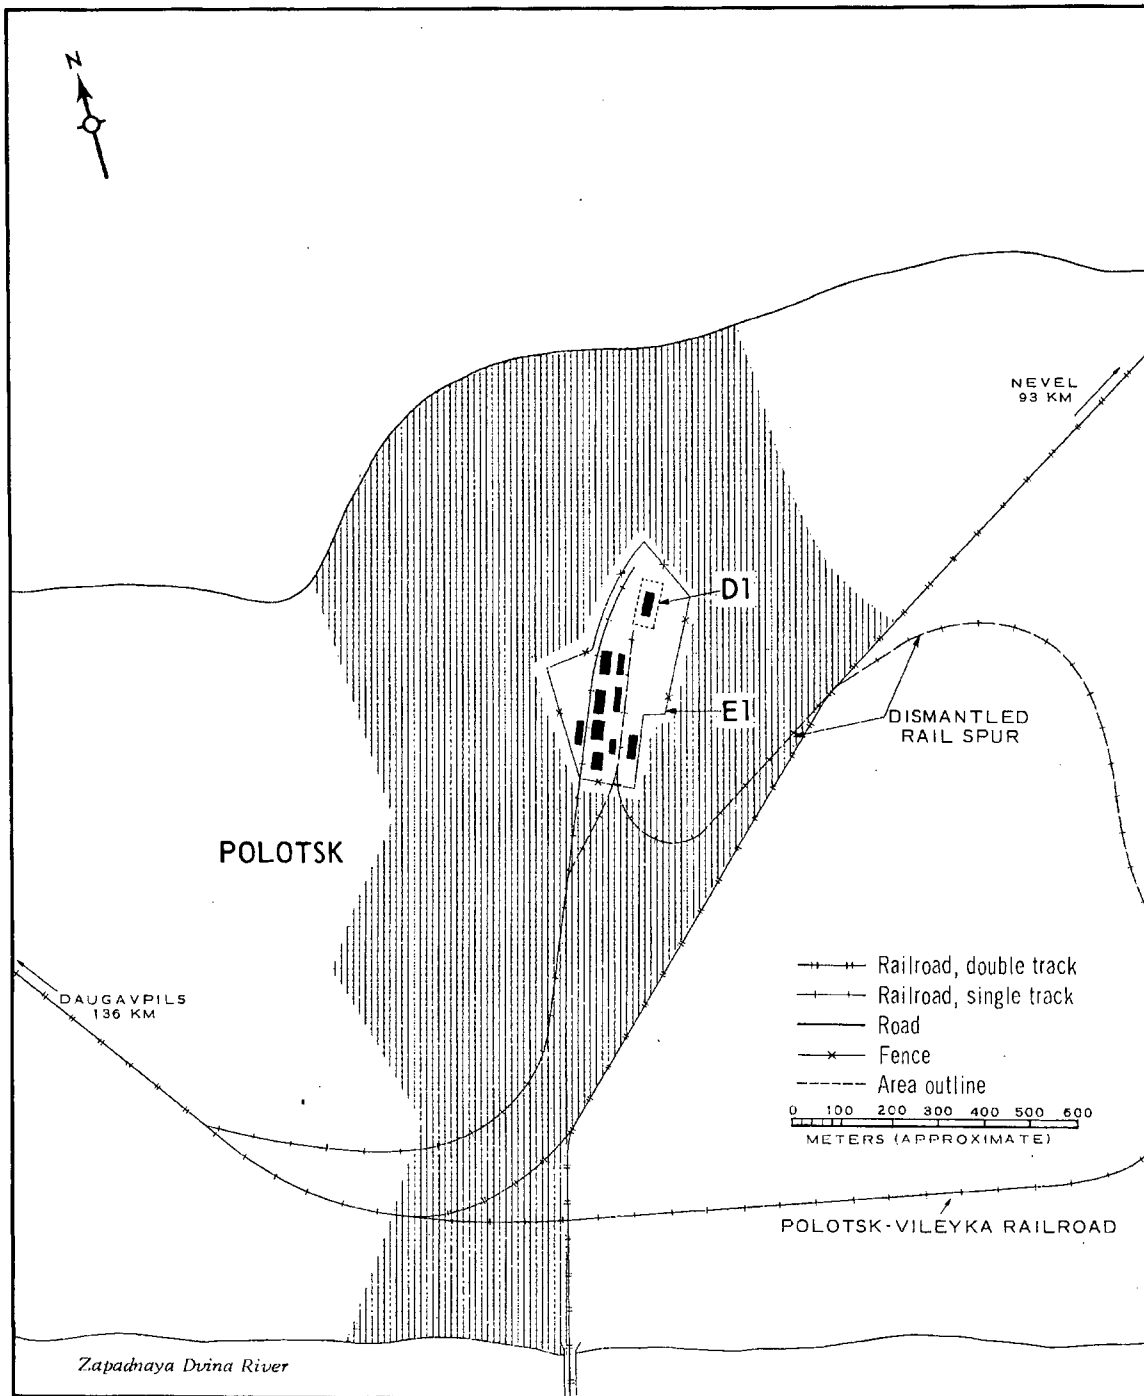 N
NEVEL
93 KM
D1
E1
DISMANTLED
RAIL SPUR
POLOTSK
DAUGAVPILS
136 KM
Railroad, double track
Railroad, single track
Road
Fence
Area outline
0 100 200 300 400 500 600
METERS (APPROXIMATE)
POLOTSK-VILEYKA RAILROAD
Zapadnaya Dvina River